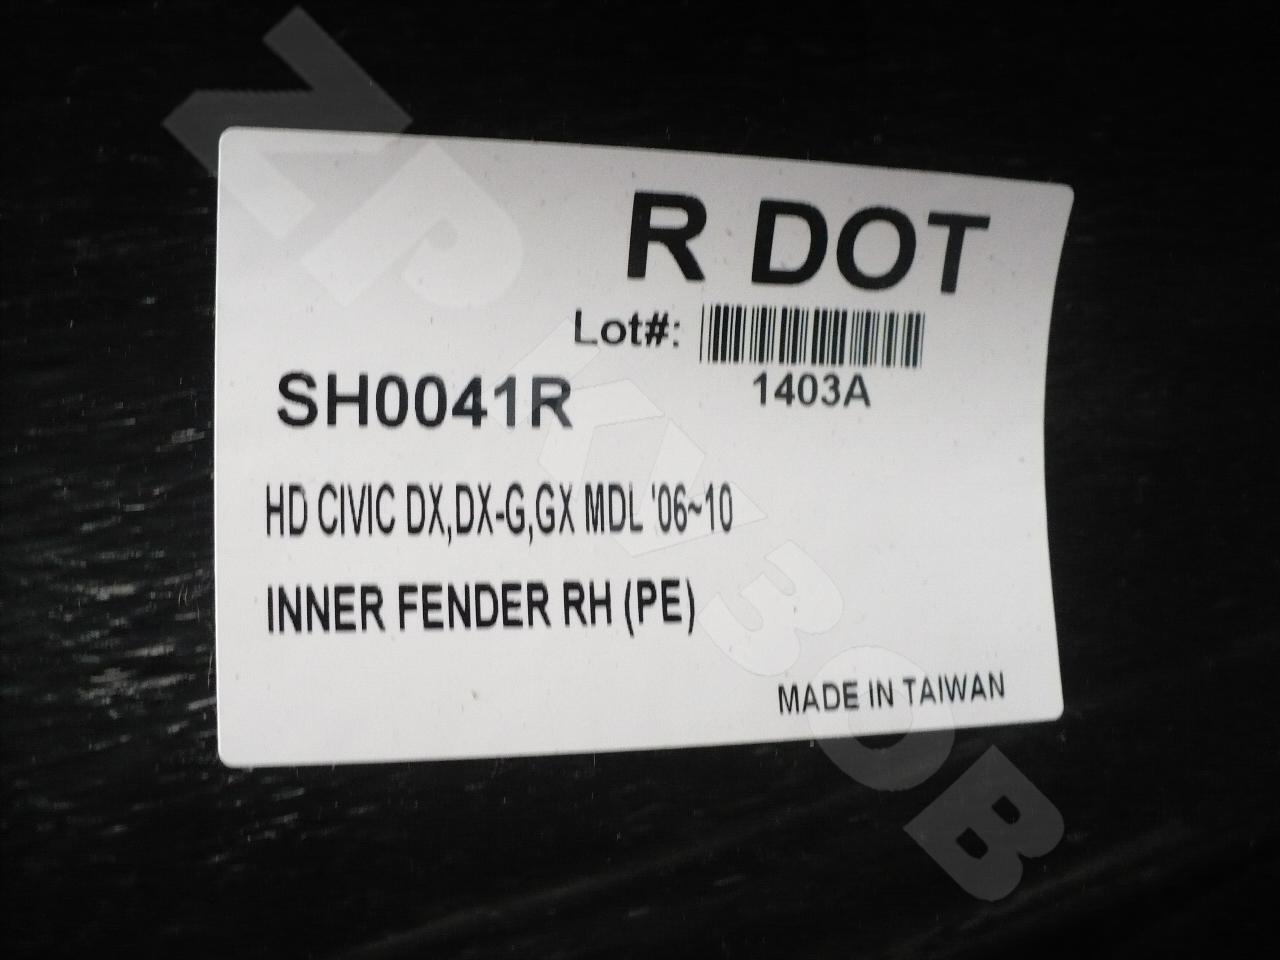 R DOT
Lot#:
1403A
SH0041R
HD CIVIC DX,DX-G,GX MDL '06~10
INNER FENDER RH (PE)
MADE IN TAIWAN